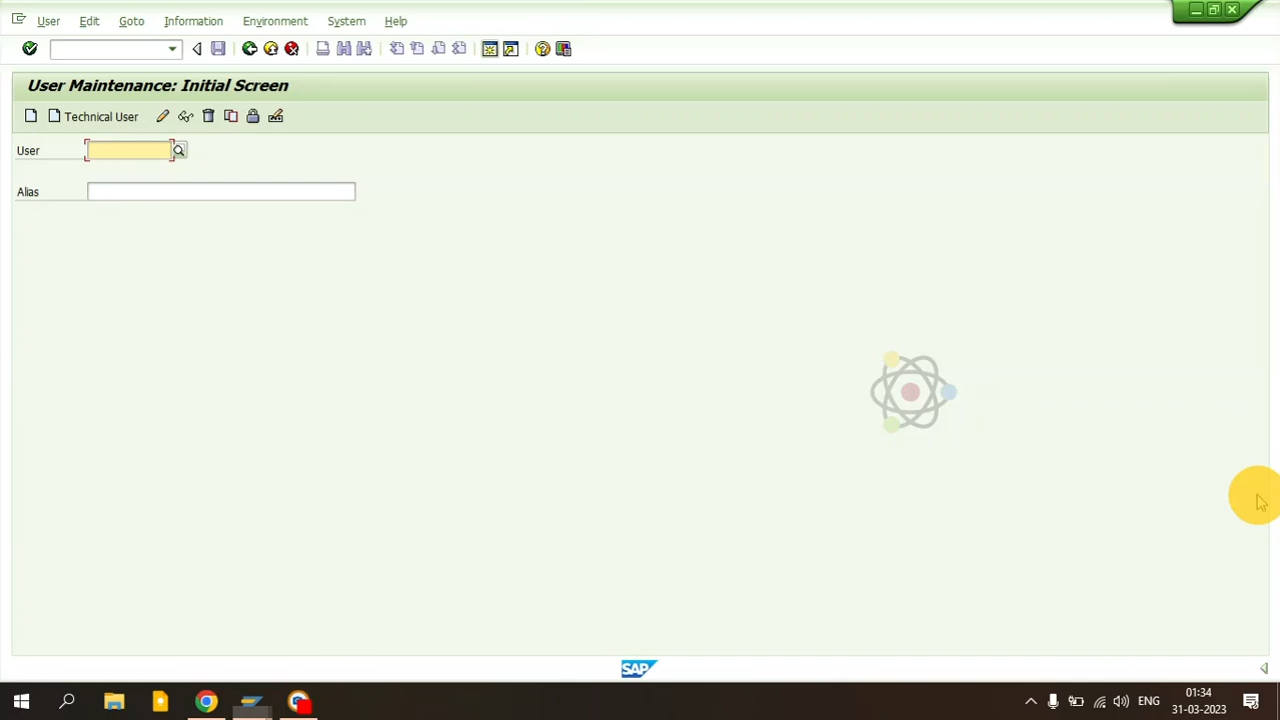 User Edit Goto Information Environment System Help
User Maintenance: Initial Screen
Technical User
User
Alias
SAP
ENG
01:34
31-03-2023